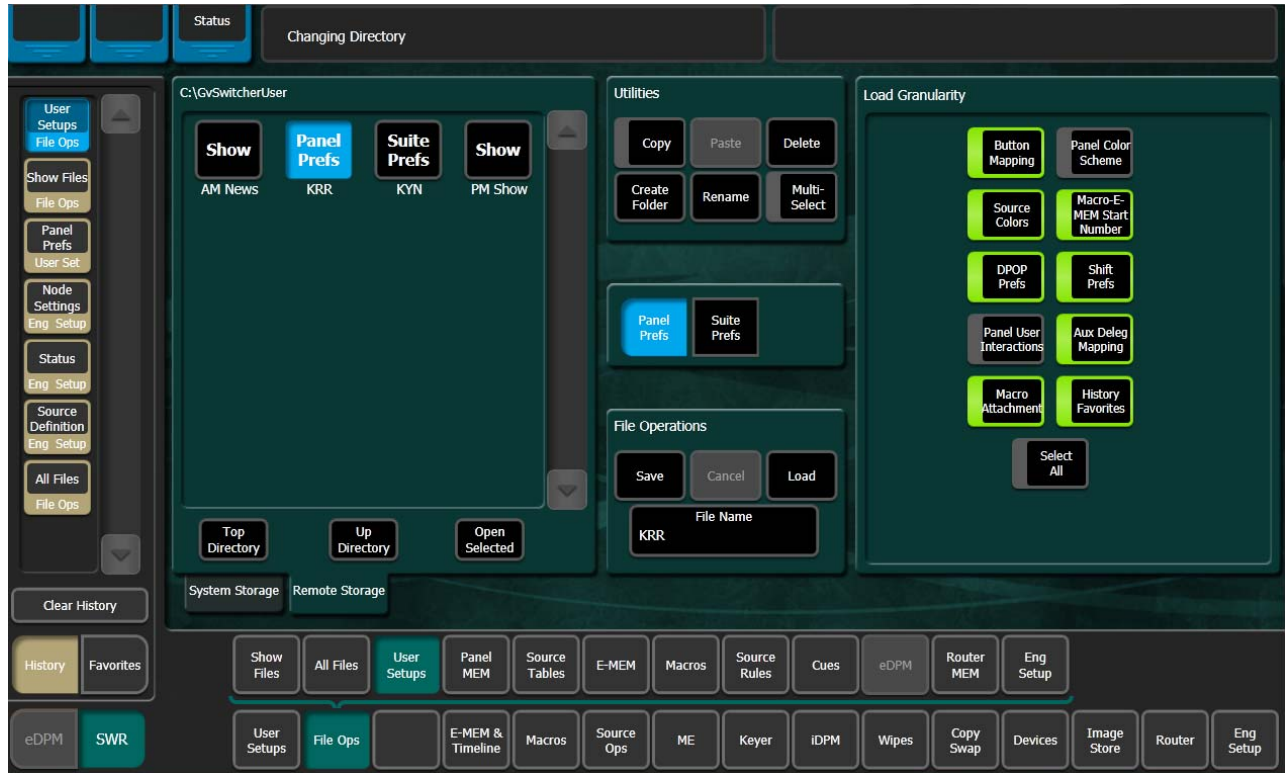 Status
Changing Directory
User
Setups
File Ops
Show Files
File Ops
Panel
Prefs
User Set
Node
Settings
Eng Setup
Status
Eng Setup
Source
Definition
Eng Setup
All Files
File Ops
Clear History
History
Favorites
eDPM
SWR
C:\GvSwitcherUser
Show
Panel
Prefs
Suite
Prefs
Show
AM News
KRR
KYN
PM Show
Top
Directory
Up
Directory
Open
Selected
System Storage
Remote Storage
Utilities
Copy
Paste
Delete
Create
Folder
Rename
Multi-
Select
Panel
Prefs
Suite
Prefs
File Operations
Save
Cancel
Load
File Name
KRR
Load Granularity
Button
Mapping
Panel Color
Scheme
Source
Colors
Macro-E-
MEM Start
Number
DPOP
Prefs
Shift
Prefs
Panel User
Interactions
Aux Deleg
Mapping
Macro
Attachment
History
Favorites
Select
All
Show
Files
All Files
User
Setups
Panel
MEM
Source
Tables
E-MEM
Macros
Source
Rules
Cues
eDPM
Router
MEM
Eng
Setup
User
Setups
File Ops
E-MEM &
Timeline
Macros
Source
Ops
ME
Keyer
iDPM
Wipes
Copy
Swap
Devices
Image
Store
Router
Eng
Setup